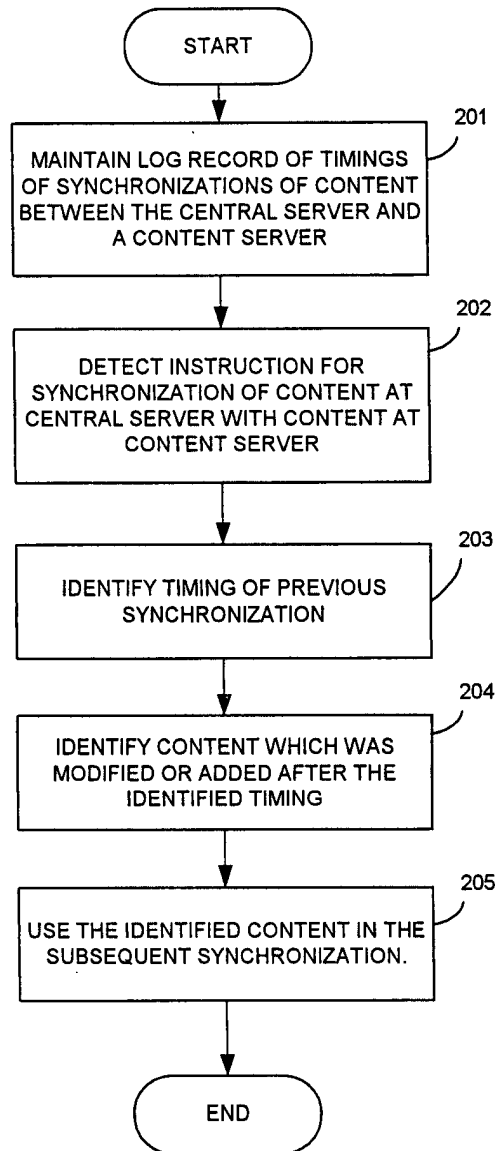 START
201
MAINTAIN LOG RECORD OF TIMINGS
OF SYNCHRONIZATIONS OF CONTENT
BETWEEN THE CENTRAL SERVER AND
A CONTENT SERVER
202
DETECT INSTRUCTION FOR
SYNCHRONIZATION OF CONTENT AT
CENTRAL SERVER WITH CONTENT AT
CONTENT SERVER
203
IDENTIFY TIMING OF PREVIOUS
SYNCHRONIZATION
204
IDENTIFY CONTENT WHICH WAS
MODIFIED OR ADDED AFTER THE
IDENTIFIED TIMING
205
USE THE IDENTIFIED CONTENT IN THE
SUBSEQUENT SYNCHRONIZATION.
END